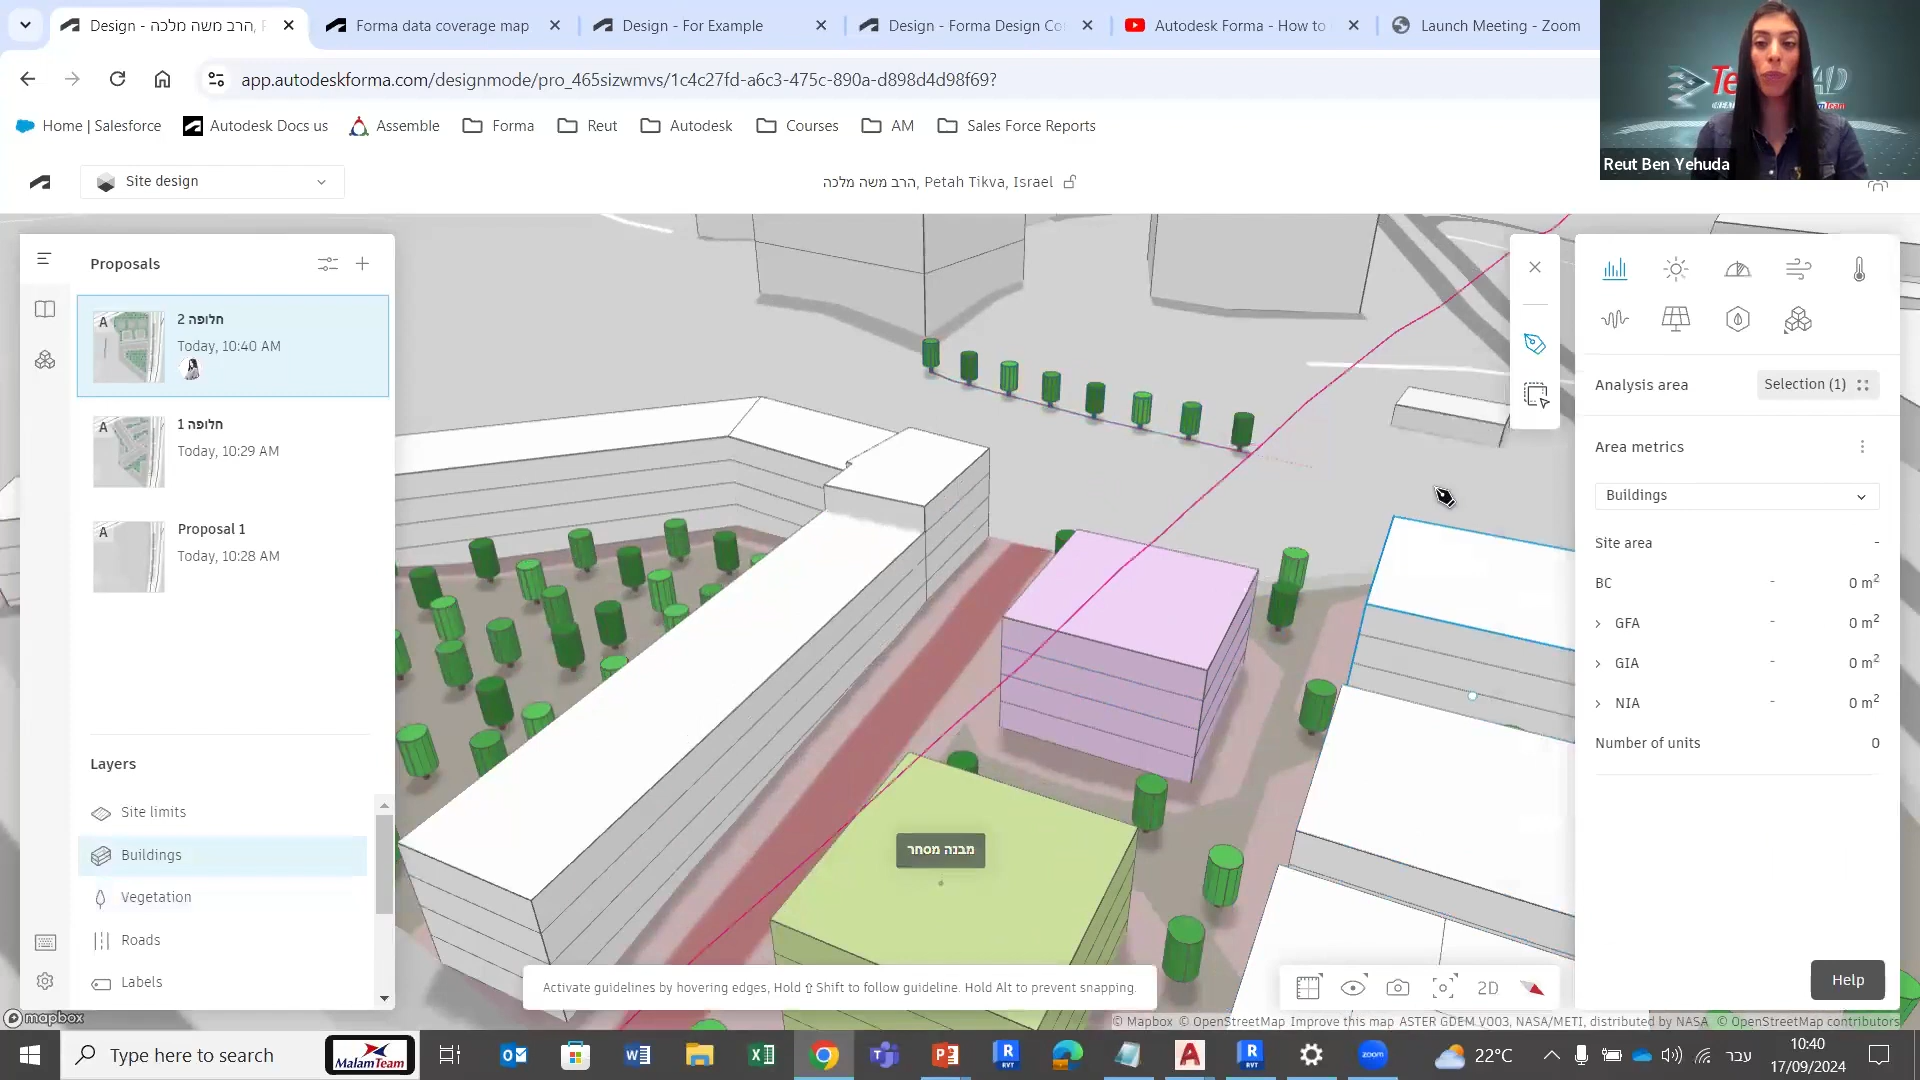 Design - הרב משה מלכה,
Forma data coverage map
Design - For Example
Design - Forma Design Co
Autodesk Forma - How to
Launch Meeting - Zoom
app.autodeskforma.com/designmode/pro_465sizwmvs/1c4c27fd-a6c3-475c-890a-d898d4d98f69?
Home | Salesforce
Autodesk Docs us
Assemble
Forma
Reut
Autodesk
Courses
AM
Sales Force Reports
Reut Ben Yehuda
Site design
הרב משה מלכה, Petah Tikva, Israel
Proposals
A
חלופה 2
Today, 10:40 AM
A
חלופה 1
Today, 10:29 AM
A
Proposal 1
Today, 10:28 AM
Layers
Site limits
Buildings
Vegetation
Roads
Labels
מבנה מסחר
Activate guidelines by hovering edges, Hold ⇧ Shift to follow guideline. Hold Alt to prevent snapping.
2D
Analysis area
Selection (1)
Area metrics
Buildings
Site area -
BC - 0 m²
GFA - 0 m²
GIA - 0 m²
NIA - 0 m²
Number of units 0
Help
mapbox
© Mapbox © OpenStreetMap Improve this map ASTER GDEM V003, NASA/METI, distributed by NASA © OpenStreetMap contributors
Type here to search
MalamTeam
zoom
22°C
עבר
10:40
17/09/2024